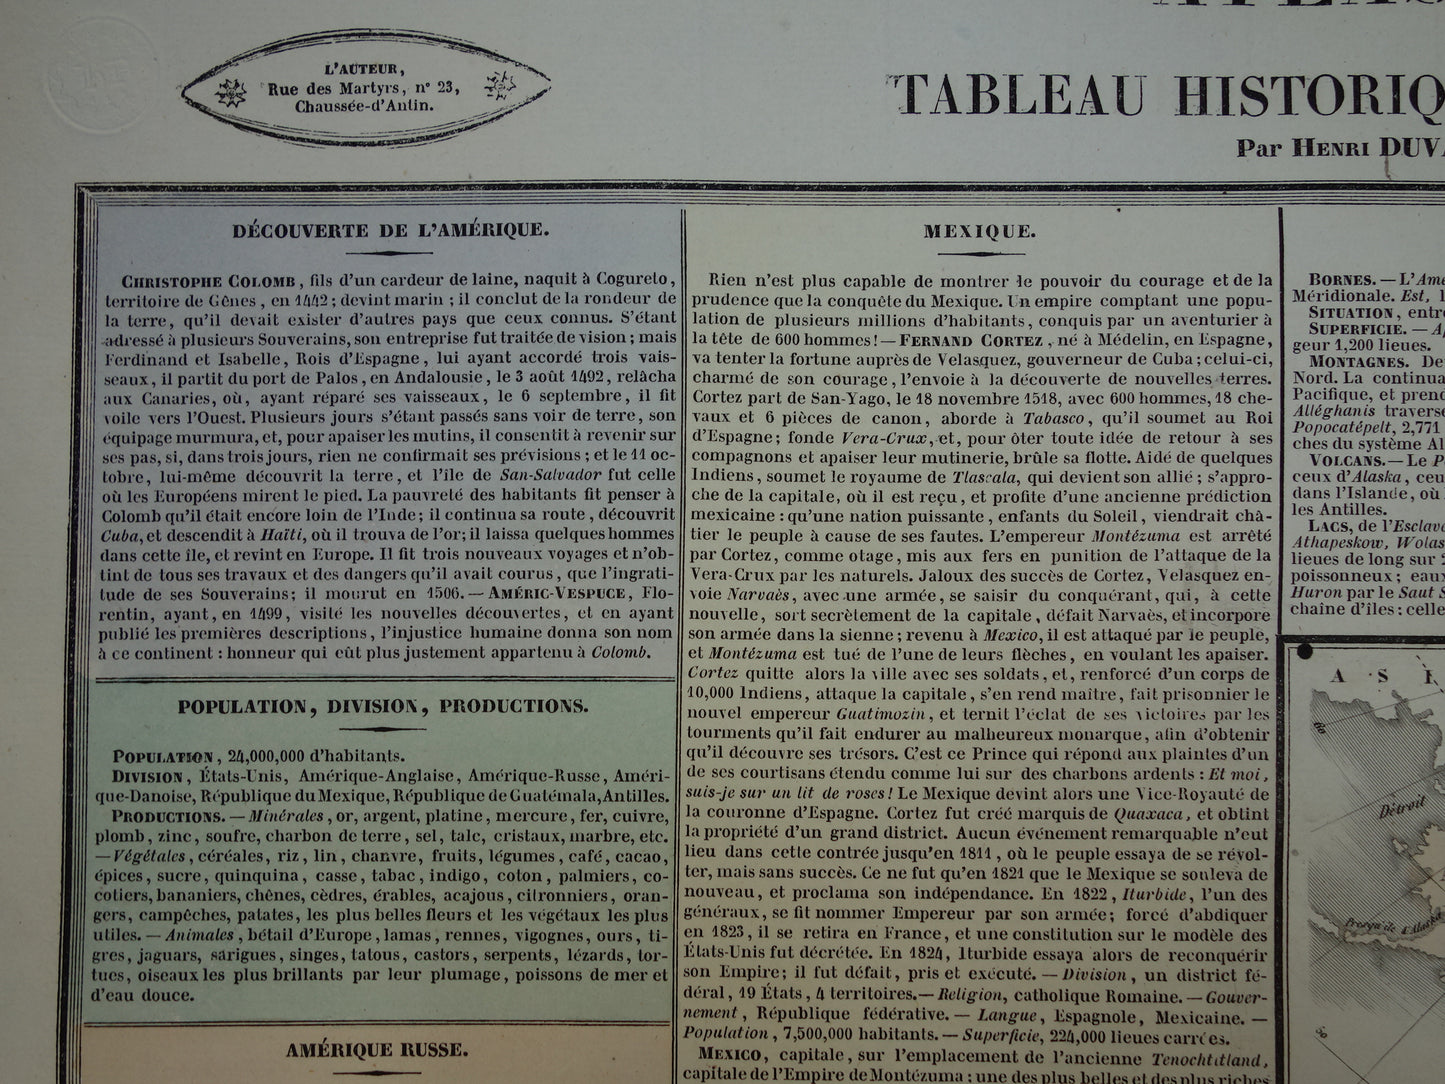 L'AUTEUR,
Rue des Martyrs, n° 23,
Chaussée-d'Antin.
TABLEAU HISTORIQ
Par HENRI DUV
DÉCOUVERTE DE L'AMÉRIQUE.
CHRISTOPHE COLOMB, fils d'un cardeur de laine, naquit à Cogureto,
territoire de Gênes, en 1442; devint marin; il conclut de la rondeur de
la terre, qu'il devait exister d'autres pays que ceux connus. S'étant
adressé à plusieurs Souverains, son entreprise fut traitée de vision; mais
Ferdinand et Isabelle, Rois d'Espagne, lui ayant accordé trois vais-
seaux, il partit du port de Palos, en Andalousie, le 3 août 1492, relâcha
aux Canaries, où, ayant réparé ses vaisseaux, le 6 septembre, il fit
voile vers l'Ouest. Plusieurs jours s'étant passés sans voir de terre, son
équipage murmura, et, pour apaiser les mutins, il consentit à revenir sur
ses pas, si, dans trois jours, rien ne confirmait ses prévisions; et le 11 oc-
tobre, lui-même découvrit la terre, et l'île de San-Salvador fut celle
où les Européens mirent le pied. La pauvreté des habitants fit penser à
Colomb qu'il était encore loin de l'Inde; il continua sa route, découvrit
Cuba, et descendit à Haïti, où il trouva de l'or; il laissa quelques hommes
dans cette île, et revint en Europe. Il fit trois nouveaux voyages et n'ob-
tint de tous ses travaux et des dangers qu'il avait courus, que l'ingrati-
tude de ses Souverains; il mourut en 1506. — AMÉRIC-VESPUCE, Flo-
rentin, ayant, en 1499, visité les nouvelles découvertes, et en ayant
publié les premières descriptions, l'injustice humaine donna son nom
à ce continent : honneur qui eût plus justement appartenu à Colomb.
POPULATION, DIVISION, PRODUCTIONS.
POPULATION, 24,000,000 d'habitants.
DIVISION, États-Unis, Amérique-Anglaise, Amérique-Russe, Améri-
que-Danoise, République du Mexique, République de Guatémala, Antilles.
PRODUCTIONS. — Minérales, or, argent, platine, mercure, fer, cuivre,
plomb, zinc, soufre, charbon de terre, sel, talc, cristaux, marbre, etc.
— Végétales, céréales, riz, lin, chanvre, fruits, légumes, café, cacao,
épices, sucre, quinquina, casse, tabac, indigo, coton, palmiers, co-
cotiers, bananiers, chênes, cèdres, érables, acajous, citronniers, oran-
gers, campêches, patates, les plus belles fleurs et les végétaux les plus
utiles. — Animales, bétail d'Europe, lamas, rennes, vigognes, ours, ti-
gres, jaguars, sarigues, singes, tatous, castors, serpents, lézards, tor-
tues, oiseaux les plus brillants par leur plumage, poissons de mer et
d'eau douce.
AMÉRIQUE RUSSE.
MEXIQUE.
Rien n'est plus capable de montrer le pouvoir du courage et de la
prudence que la conquête du Mexique. Un empire comptant une popu-
lation de plusieurs millions d'habitants, conquis par un aventurier à
la tête de 600 hommes! — FERNAND CORTEZ, né à Médelin, en Espagne,
va tenter la fortune auprès de Velasquez, gouverneur de Cuba; celui-ci,
charmé de son courage, l'envoie à la découverte de nouvelles terres.
Cortez part de San-Yago, le 18 novembre 1518, avec 600 hommes, 18 che-
vaux et 6 pièces de canon, aborde à Tabasco, qu'il soumet au Roi
d'Espagne; fonde Vera-Crux, et, pour ôter toute idée de retour à ses
compagnons et apaiser leur mutinerie, brûle sa flotte. Aidé de quelques
Indiens, soumet le royaume de Tlascala, qui devient son allié; s'appro-
che de la capitale, où il est reçu, et profite d'une ancienne prédiction
mexicaine : qu'une nation puissante, enfants du Soleil, viendrait châ-
tier le peuple à cause de ses fautes. L'empereur Montézuma est arrêté
par Cortez, comme otage, mis aux fers en punition de l'attaque de la
Vera-Crux par les naturels. Jaloux des succès de Cortez, Velasquez en-
voie Narvaès, avec une armée, se saisir du conquérant, qui, à cette
nouvelle, sort secrètement de la capitale, défait Narvaès, et incorpore
son armée dans la sienne; revenu à Mexico, il est attaqué par le peuple,
et Montézuma est tué de l'une de leurs flèches, en voulant les apaiser.
Cortez quitte alors la ville avec ses soldats, et, renforcé d'un corps de
10,000 Indiens, attaque la capitale, s'en rend maître, fait prisonnier le
nouvel empereur Guatimozin, et ternit l'éclat de ses victoires par les
tourments qu'il fait endurer au malheureux monarque, afin d'obtenir
qu'il découvre ses trésors. C'est ce Prince qui répond aux plaintes d'un
de ses courtisans étendu comme lui sur des charbons ardents : Et moi,
suis-je sur un lit de roses! Le Mexique devint alors une Vice-Royauté de
la couronne d'Espagne. Cortez fut créé marquis de Quaxaca, et obtint
la propriété d'un grand district. Aucun événement remarquable n'eut
lieu dans cette contrée jusqu'en 1811, où le peuple essaya de se révol-
ter, mais sans succès. Ce ne fut qu'en 1821 que le Mexique se souleva de
nouveau, et proclama son indépendance. En 1822, Iturbide, l'un des
généraux, se fit nommer Empereur par son armée; forcé d'abdiquer
en 1823, il se retira en France, et une constitution sur le modèle des
États-Unis fut décrétée. En 1824, Iturbide essaya alors de reconquérir
son Empire; il fut défait, pris et exécuté. — Division, un district fé-
déral, 19 États, 4 territoires. — Religion, catholique Romaine. — Gouver-
nement, République fédérative. — Langue, Espagnole, Mexicaine. —
Population, 7,500,000 habitants. — Superficie, 224,000 lieues carrées.
MEXICO, capitale, sur l'emplacement de l'ancienne Tenochtitland,
capitale de l'Empire de Montézuma; une des plus belles et des plus riches
BORNES. — L'Amé
Méridionale. Est, l
SITUATION, entre
SUPERFICIE. — A
geur 1,200 lieues.
MONTAGNES. De
Nord. La continua
Pacifique, et prend
Alléghanis traverse
Popocatépelt, 2,771
ches du système Al
VOLCANS. — Le P
ceux d'Alaska, ceu
dans l'Islande, où
les Antilles.
LACS, de l'Esclave
Athapeskow, Wolas
lieues de long sur 2
poissonneux; eaux
Huron par le Saut S
chaîne d'îles : celle
A S I
Détroit
Presqu'île d'Alaska